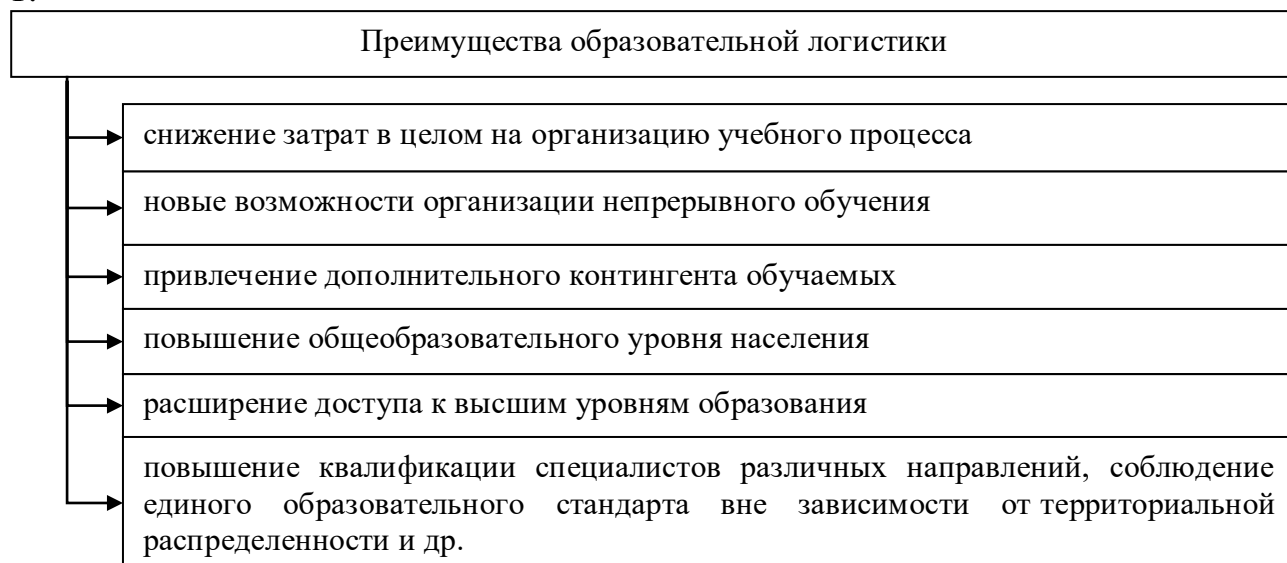 Преимущества образовательной логистики
снижение затрат в целом на организацию учебного процесса
новые возможности организации непрерывного обучения
привлечение дополнительного контингента обучаемых
повышение общеобразовательного уровня населения
расширение доступа к высшим уровням образования
повышение квалификации специалистов различных направлений, соблюдение
единого образовательного стандарта вне зависимости от территориальной
распределенности и др.